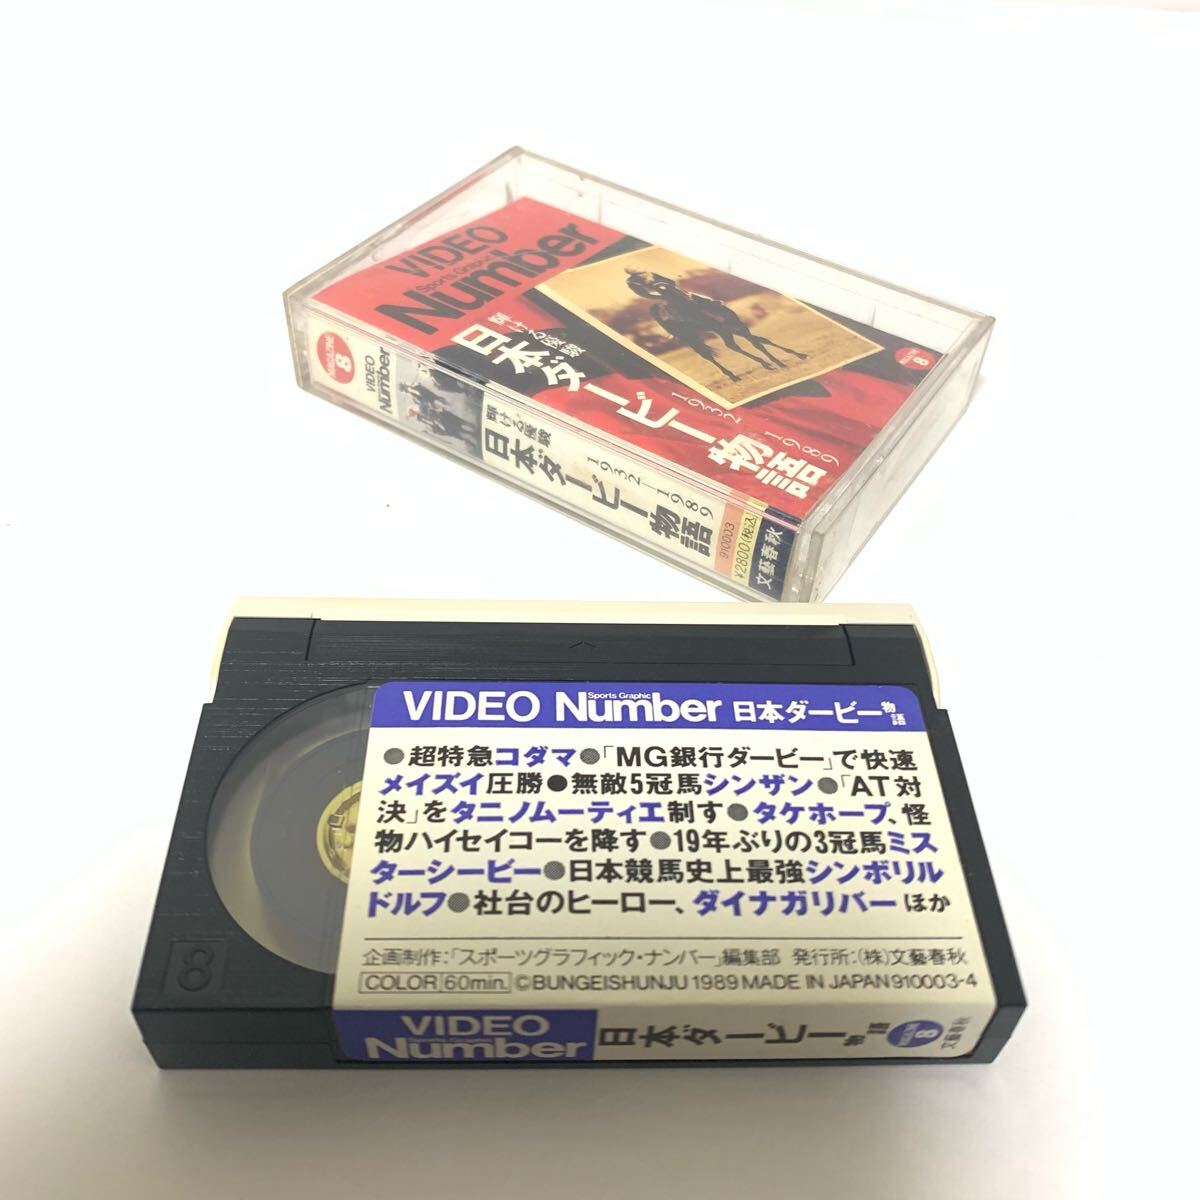 VIDEO
Sports Graphic
Number
輝ける優駿
日本ダービー物語
1932-1989
MAGAZINE
8
MAGAZINE
8
VIDEO
Number
輝ける優駿
日本ダービー物語
1932—1989
910003
¥2800(税込)
文藝春秋
VIDEO Sports Graphic Number 日本ダービー物語
●超特急コダマ●「MG銀行ダービー」で快速
メイズイ圧勝●無敵5冠馬シンザン●「AT対
決」をタニノムーティエ制す●タケホープ、怪
物ハイセイコーを降す●19年ぶりの3冠馬ミス
ターシービー●日本競馬史上最強シンボリル
ドルフ●社台のヒーロー、ダイナガリバー ほか
企画制作:「スポーツグラフィック・ナンバー」編集部 発行所:(株)文藝春秋
COLOR 60min. ©BUNGEISHUNJU 1989 MADE IN JAPAN 910003-4
8
VIDEO
Sports Graphic
Number
日本ダービー物語
MAGAZINE
8
文藝春秋